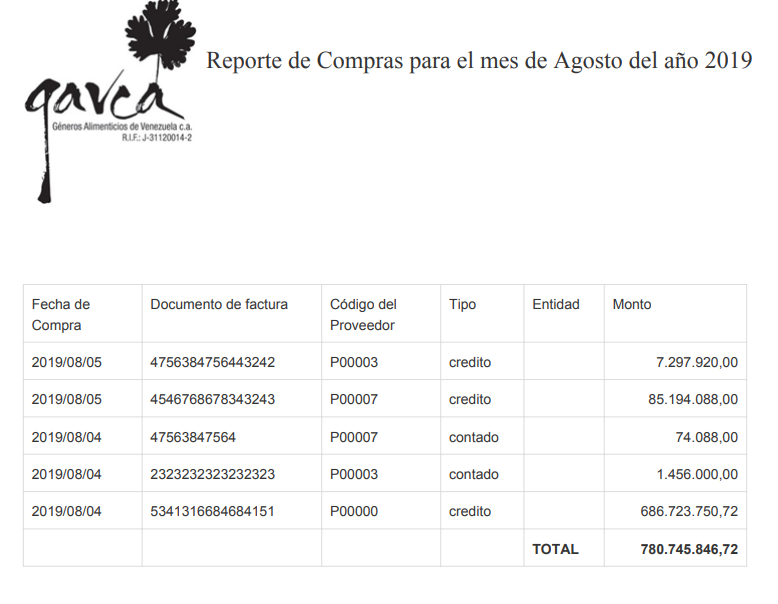 Reporte de Compras para el mes de Agosto del año 2019
gavca
Géneros Alimenticios de Venezuela c.a.
R.I.F.: J-31120014-2
Fecha de Compra Documento de factura Código del Proveedor Tipo Entidad Monto
2019/08/05 4756384756443242 P00003 credito 7.297.920,00
2019/08/05 4546768678343243 P00007 credito 85.194.088,00
2019/08/04 47563847564 P00007 contado 74.088,00
2019/08/04 2323232323232323 P00003 contado 1.456.000,00
2019/08/04 5341316684684151 P00000 credito 686.723.750,72
TOTAL 780.745.846,72